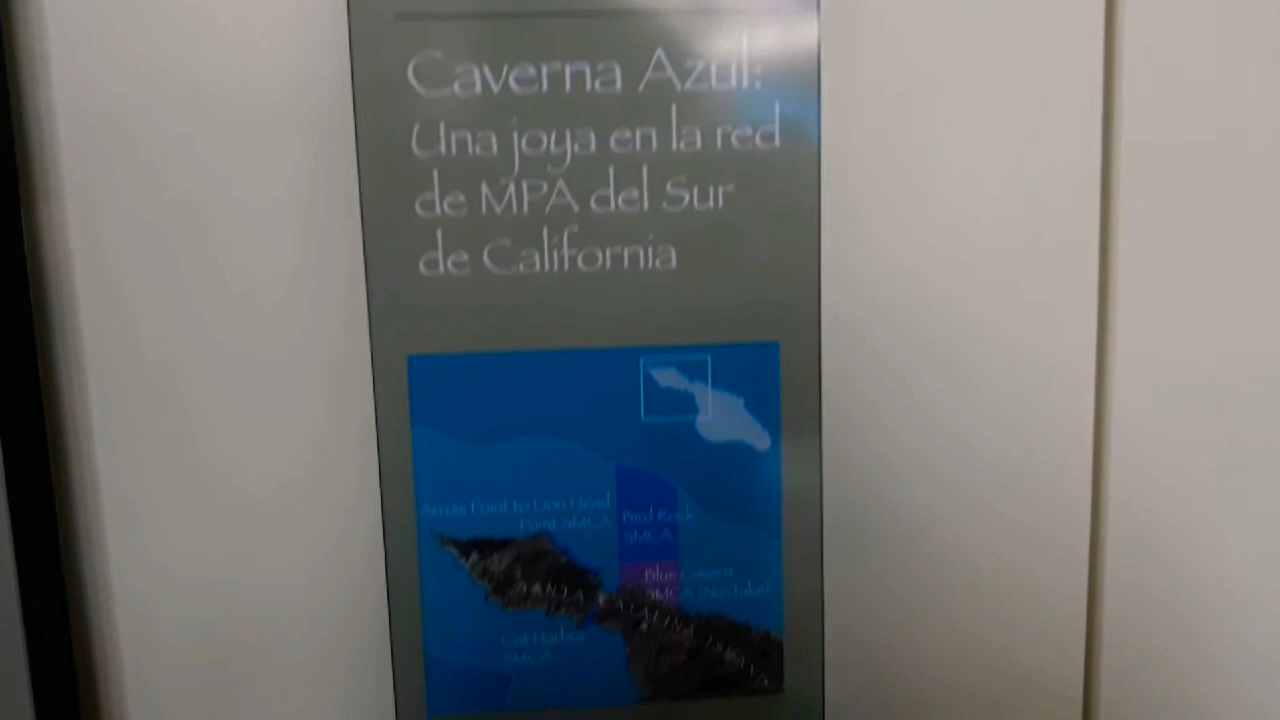 Caverna Azul:
Una joya en la red
de MPA del Sur
de California
Arrow Point to Lion Head
Point SMCA
Bird Rock
SMCA
Blue Cavern
SMCA (No-Take)
SANTA CATALINA
Cat Harbor
SMCA